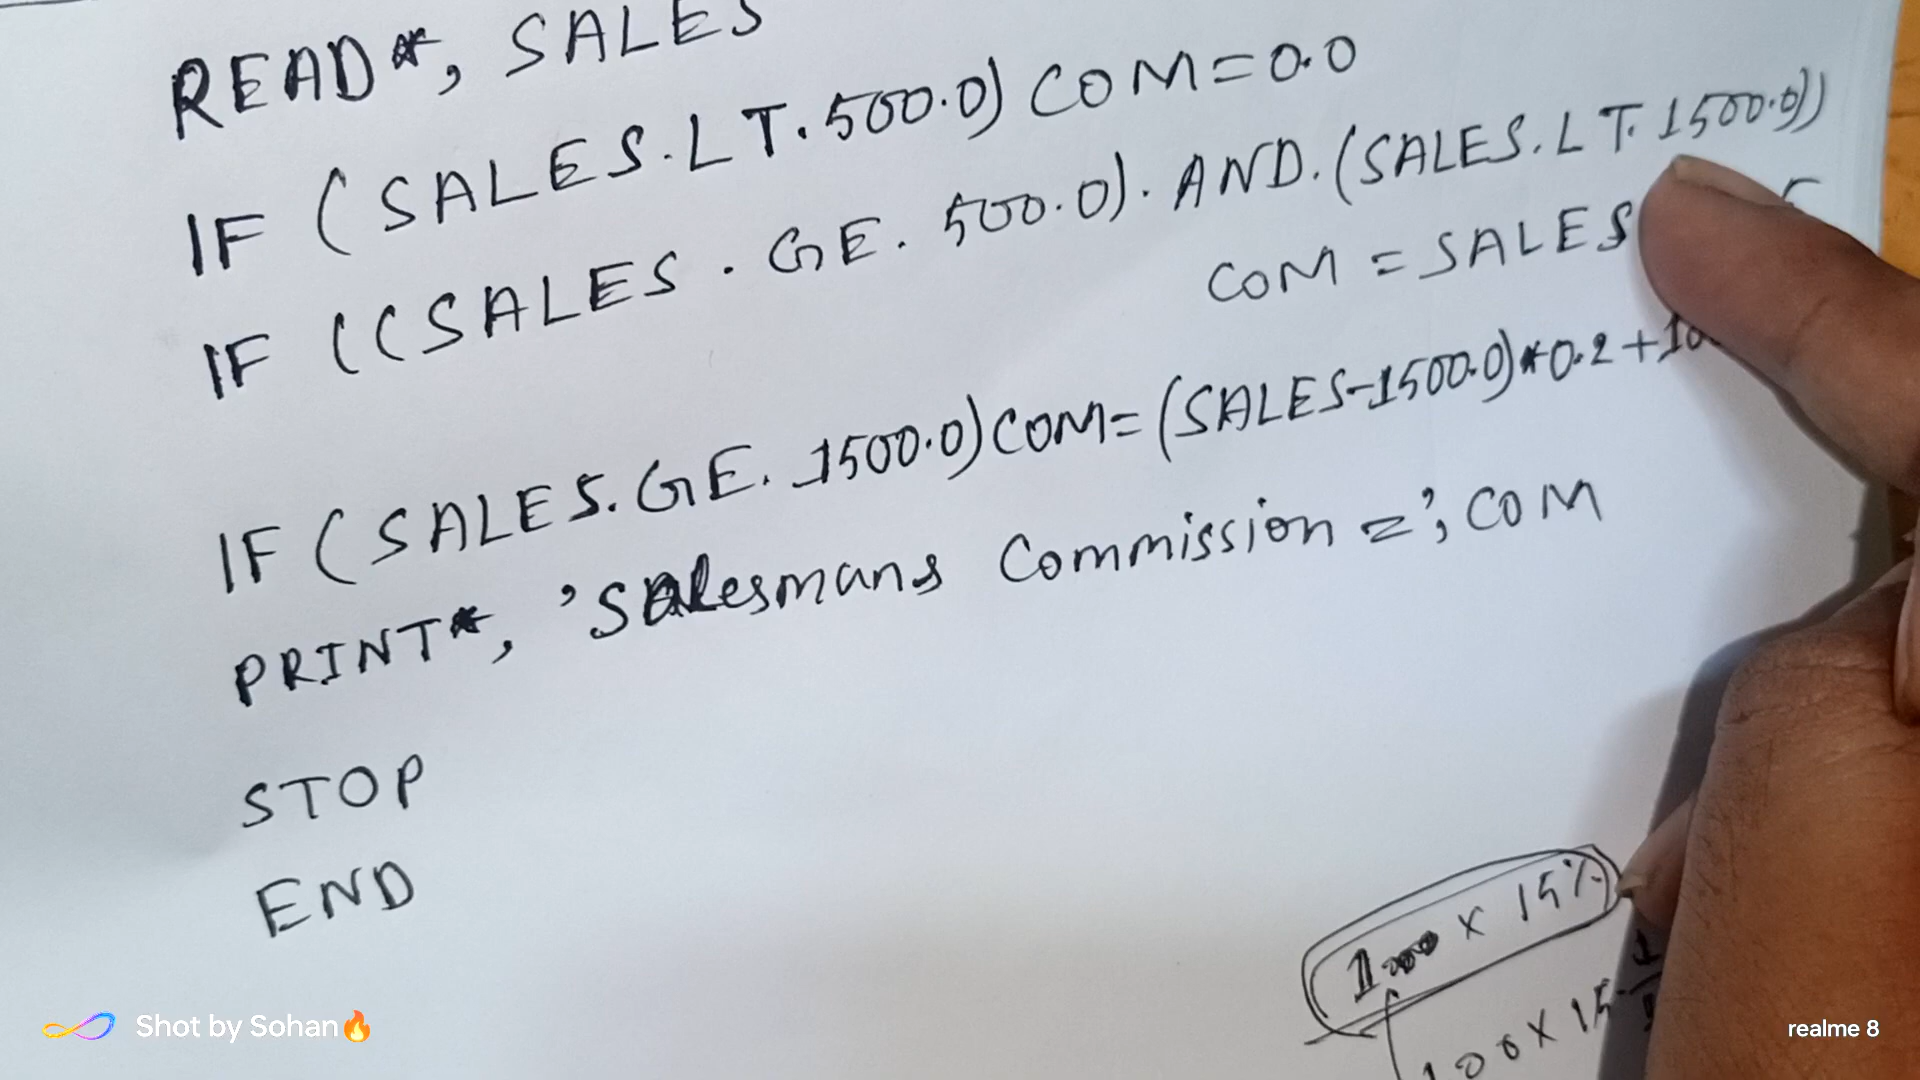 READ*, SALES
IF (SALES.LT.500.0) COM=0.0
IF ((SALES.GE.500.0).AND.(SALES.LT.1500.0))
COM = SALES
IF (SALES.GE.1500.0) COM=(SALES-1500.0)*0.2+
PRINT*, 'Salesmans Commission =', COM
STOP
END
x 15%
100 x 15
Shot by Sohan🔥
realme 8